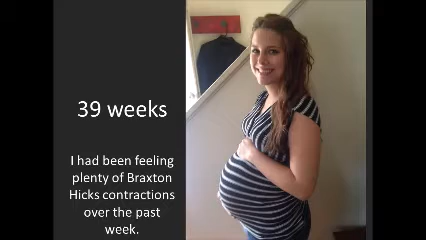 39 weeks
I had been feeling
plenty of Braxton
Hicks contractions
over the past
week.